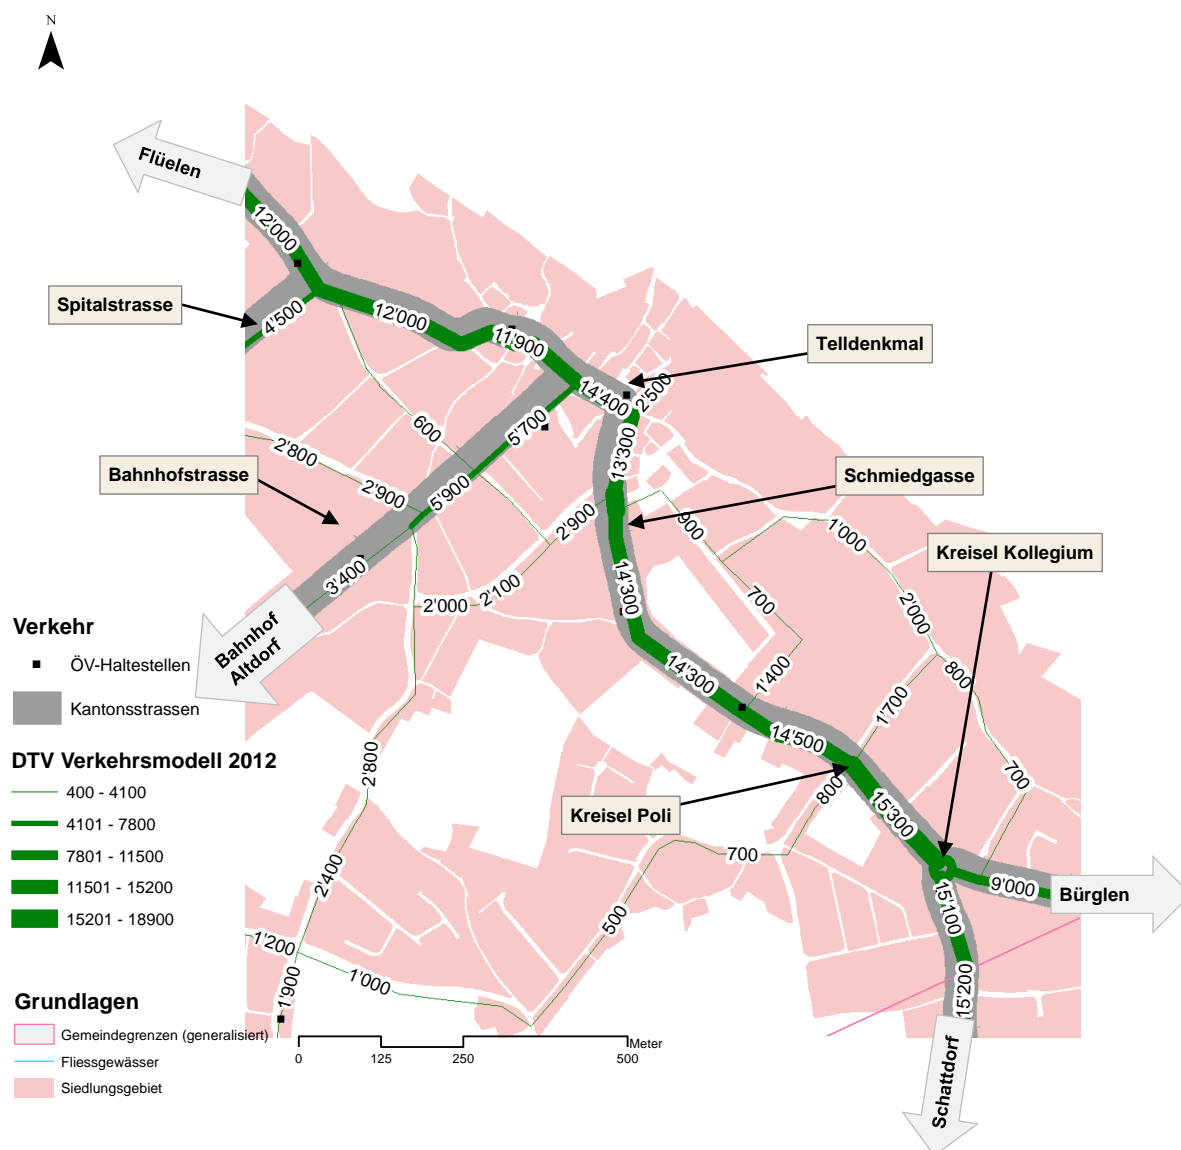 N
Flüelen
12'000
Spitalstrasse
4'500
12'000
11'900
Telldenkmal
14'400
2'500
600
5'700
13'300
2'800
Bahnhofstrasse
2'900
5'900
2'900
Schmiedgasse
900
1'000
Kreisel Kollegium
3'400
2'000
2'100
14'300
700
2'000
Bahnhof
Altdorf
14'300
1'400
800
1'700
14'500
2'800
700
800
Kreisel Poli
15'300
700
2'400
9'000
Bürglen
500
15'100
1'200
1'000
1'900
15'200
Schattdorf
Verkehr
ÖV-Haltestellen
Kantonsstrassen
DTV Verkehrsmodell 2012
400 - 4100
4101 - 7800
7801 - 11500
11501 - 15200
15201 - 18900
Grundlagen
Gemeindegrenzen (generalisiert)
Fliessgewässer
Siedlungsgebiet
Meter
0 125 250 500